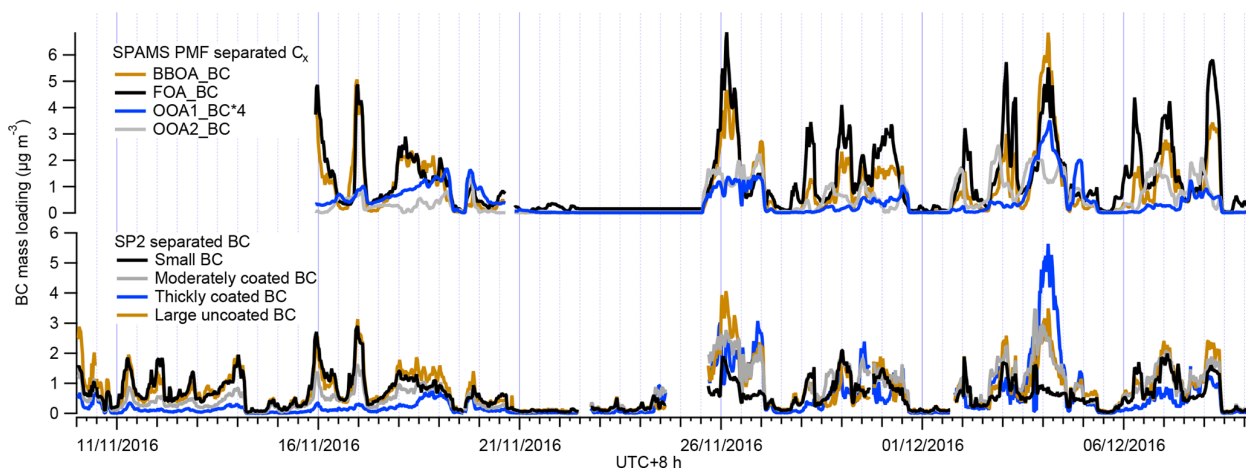 SPAMS PMF separated Cx
BBOA_BC
FOA_BC
OOA1_BC*4
OOA2_BC
6
5
4
3
2
1
0
BC mass loading (µg m-3)
SP2 separated BC
Small BC
Moderately coated BC
Thickly coated BC
Large uncoated BC
6
5
4
3
2
1
0
11/11/2016 16/11/2016 21/11/2016 26/11/2016 01/12/2016 06/12/2016
UTC+8 h